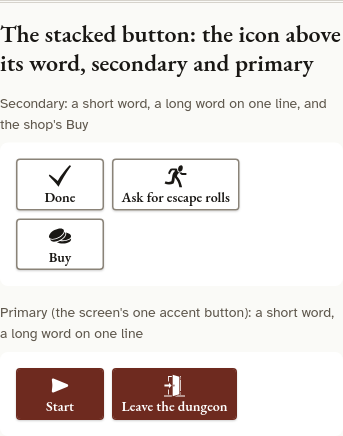 The stacked button: the icon above
its word, secondary and primary
Secondary: a short word, a long word on one line, and
the shop's Buy
Done
Ask for escape rolls
Buy
Primary (the screen's one accent button): a short word,
a long word on one line
Start
Leave the dungeon